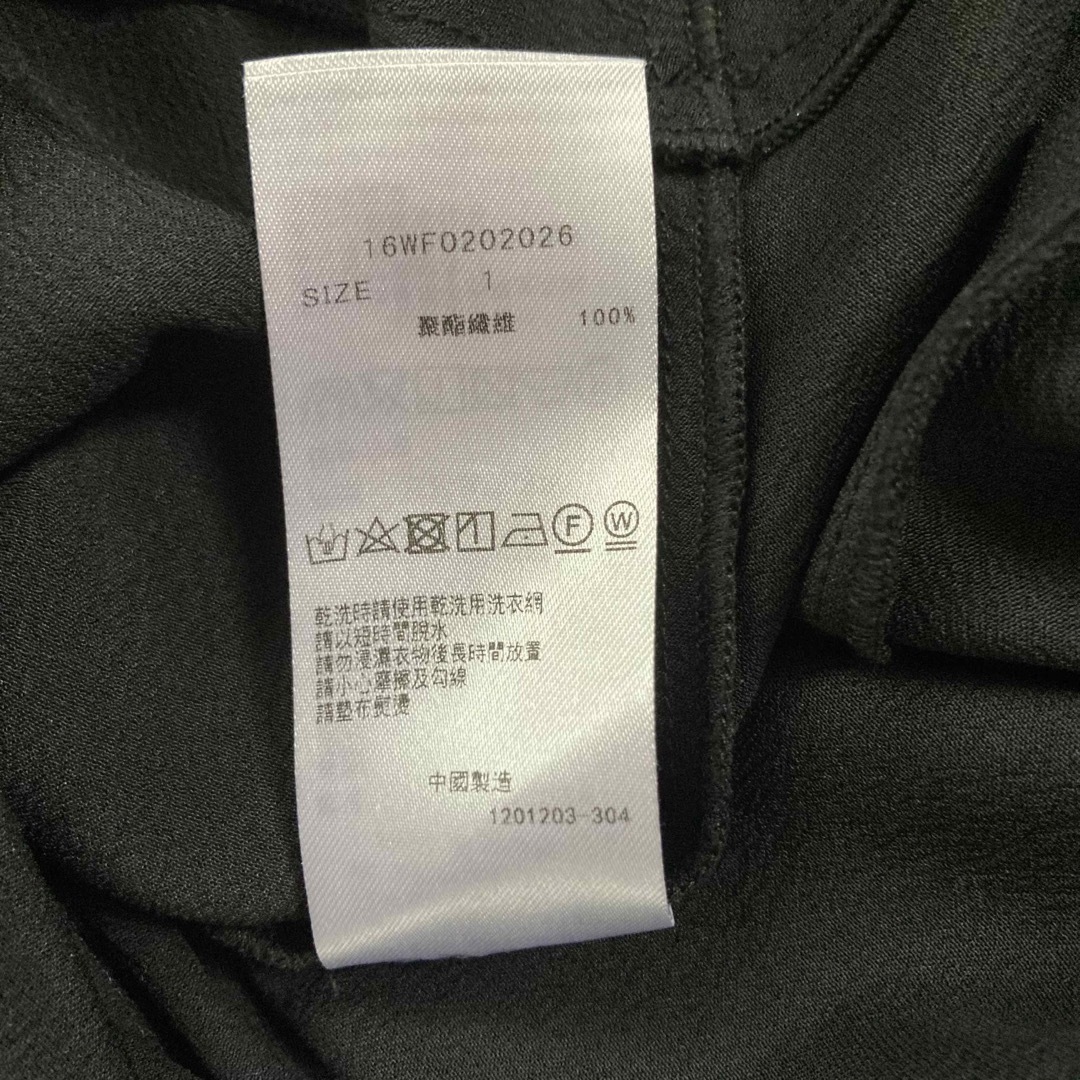 16WF0202026
SIZE 1
聚酯纖維 100%
F W
乾洗時請使用乾洗用洗衣網
請以短時間脫水
請勿浸濕衣物後長時間放置
請小心摩擦及勾線
請墊布熨燙
中國製造
1201203-304